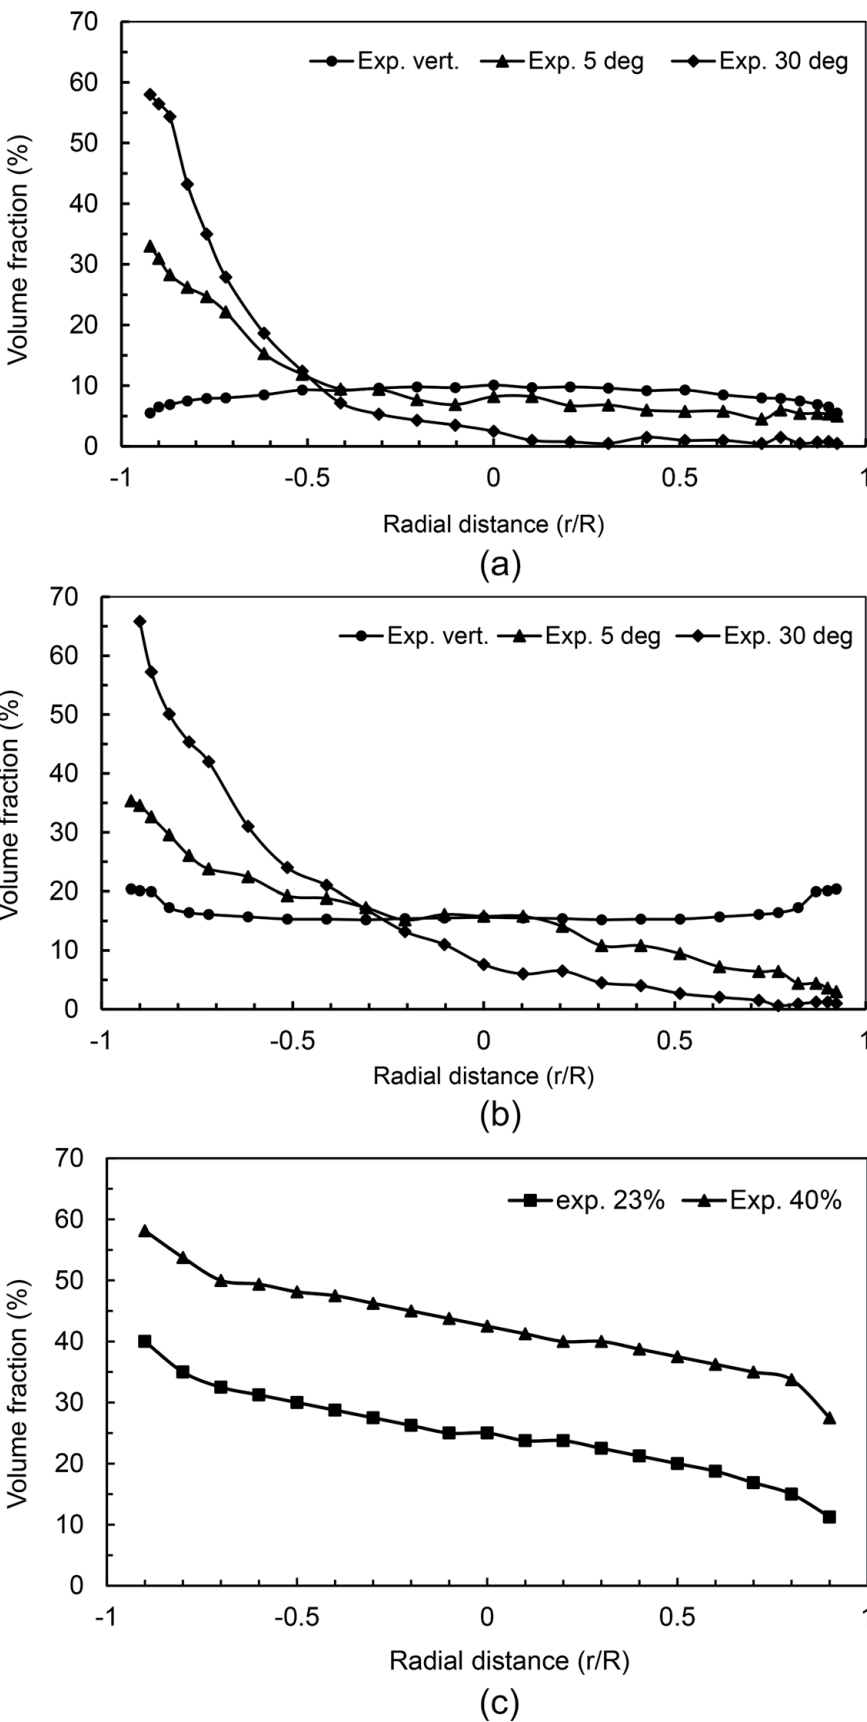 70
Exp. vert. Exp. 5 deg Exp. 30 deg
60
50
40
30
20
10
0
Volume fraction (%)
-1 -0.5 0 0.5 1
Radial distance (r/R)
(a)
70
Exp. vert. Exp. 5 deg Exp. 30 deg
60
50
40
30
20
10
0
Volume fraction (%)
-1 -0.5 0 0.5 1
Radial distance (r/R)
(b)
70
exp. 23% Exp. 40%
60
50
40
30
20
10
0
Volume fraction (%)
-1 -0.5 0 0.5 1
Radial distance (r/R)
(c)